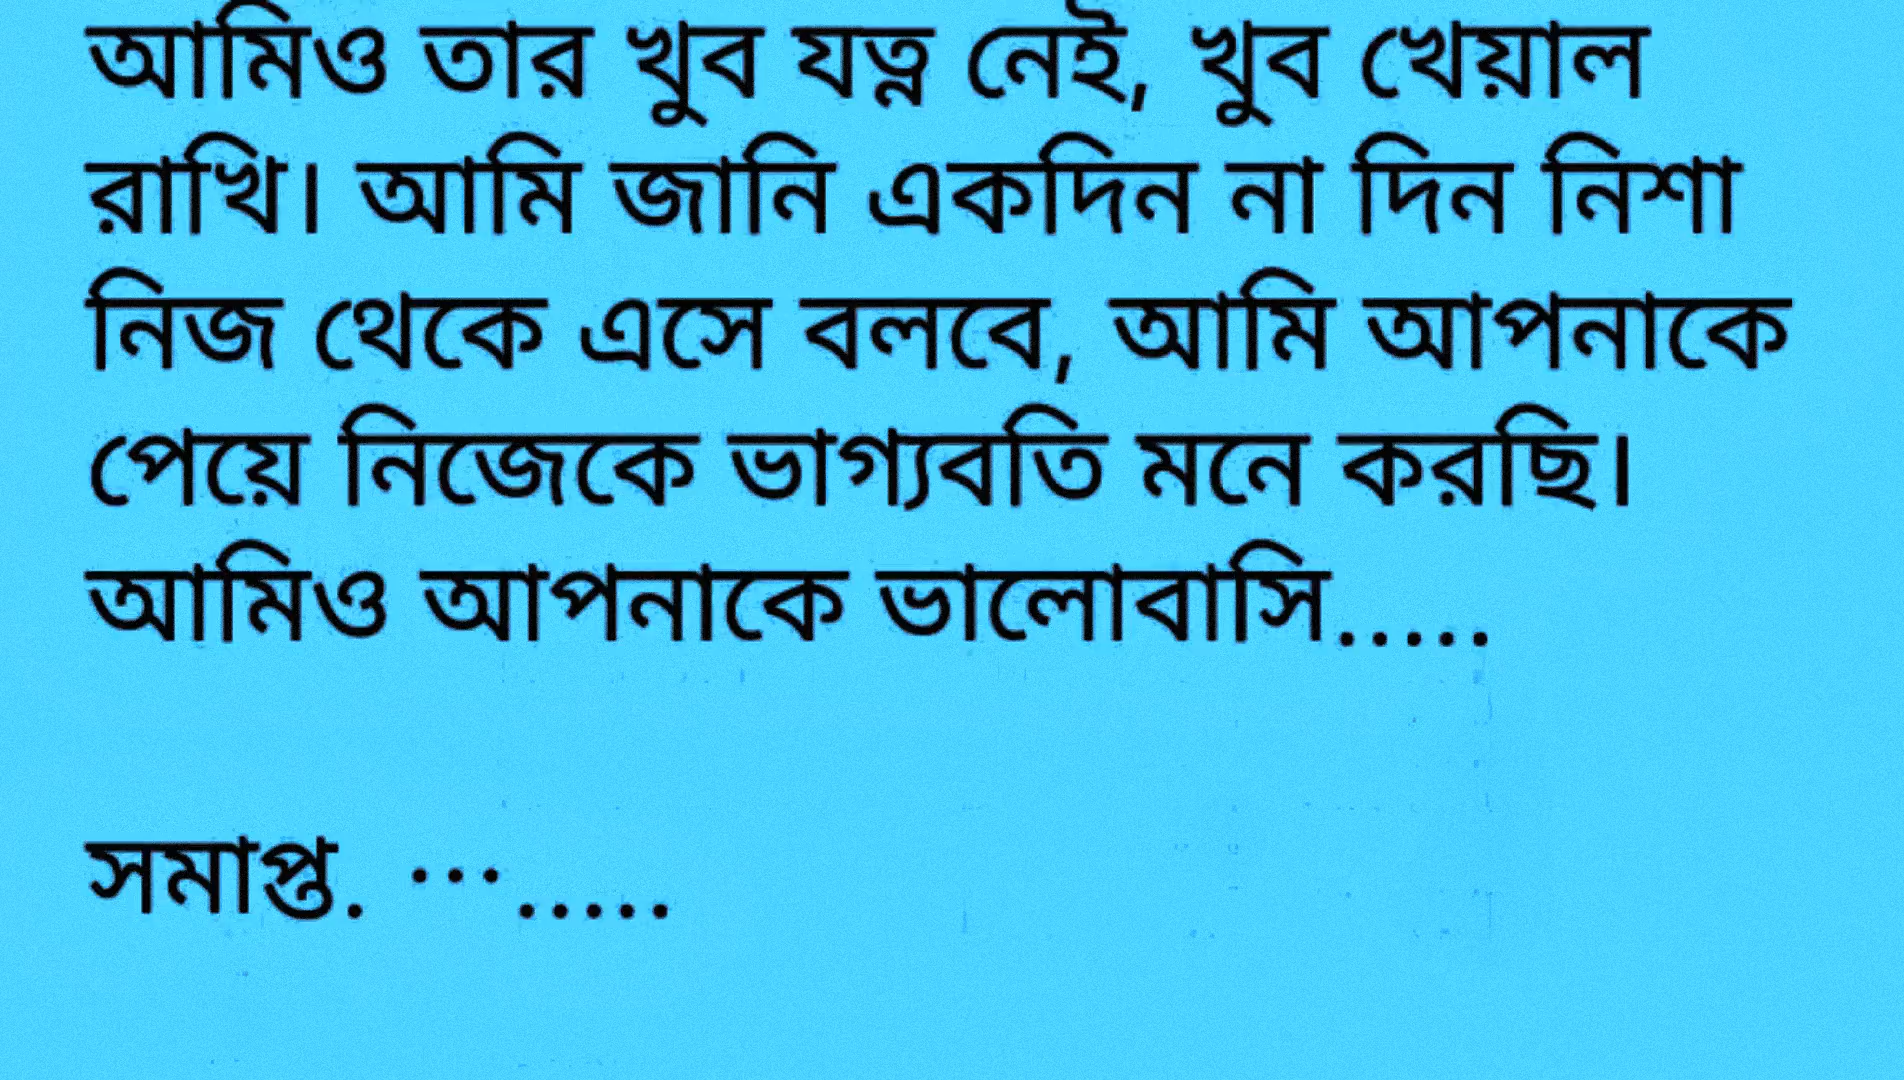 আমিও তার খুব যত্ন নেই, খুব খেয়াল
রাখি। আমি জানি একদিন না দিন নিশা
নিজ থেকে এসে বলবে, আমি আপনাকে
পেয়ে নিজেকে ভাগ্যবতি মনে করছি।
আমিও আপনাকে ভালোবাসি.....
সমাপ্ত. ···.....